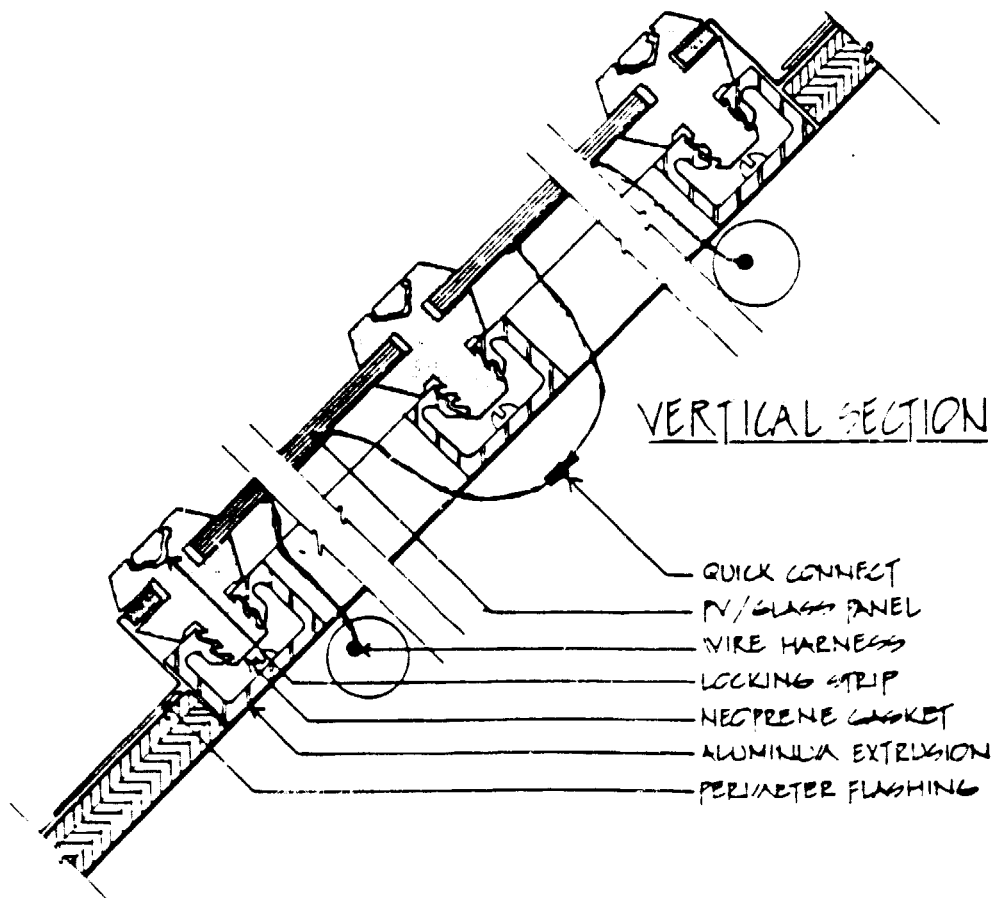 VERTICAL SECTION
QUICK CONNECT
PV/GLASS PANEL
WIRE HARNESS
LOCKING STRIP
NEOPRENE GASKET
ALUMINUM EXTRUSION
PERIMETER FLASHING